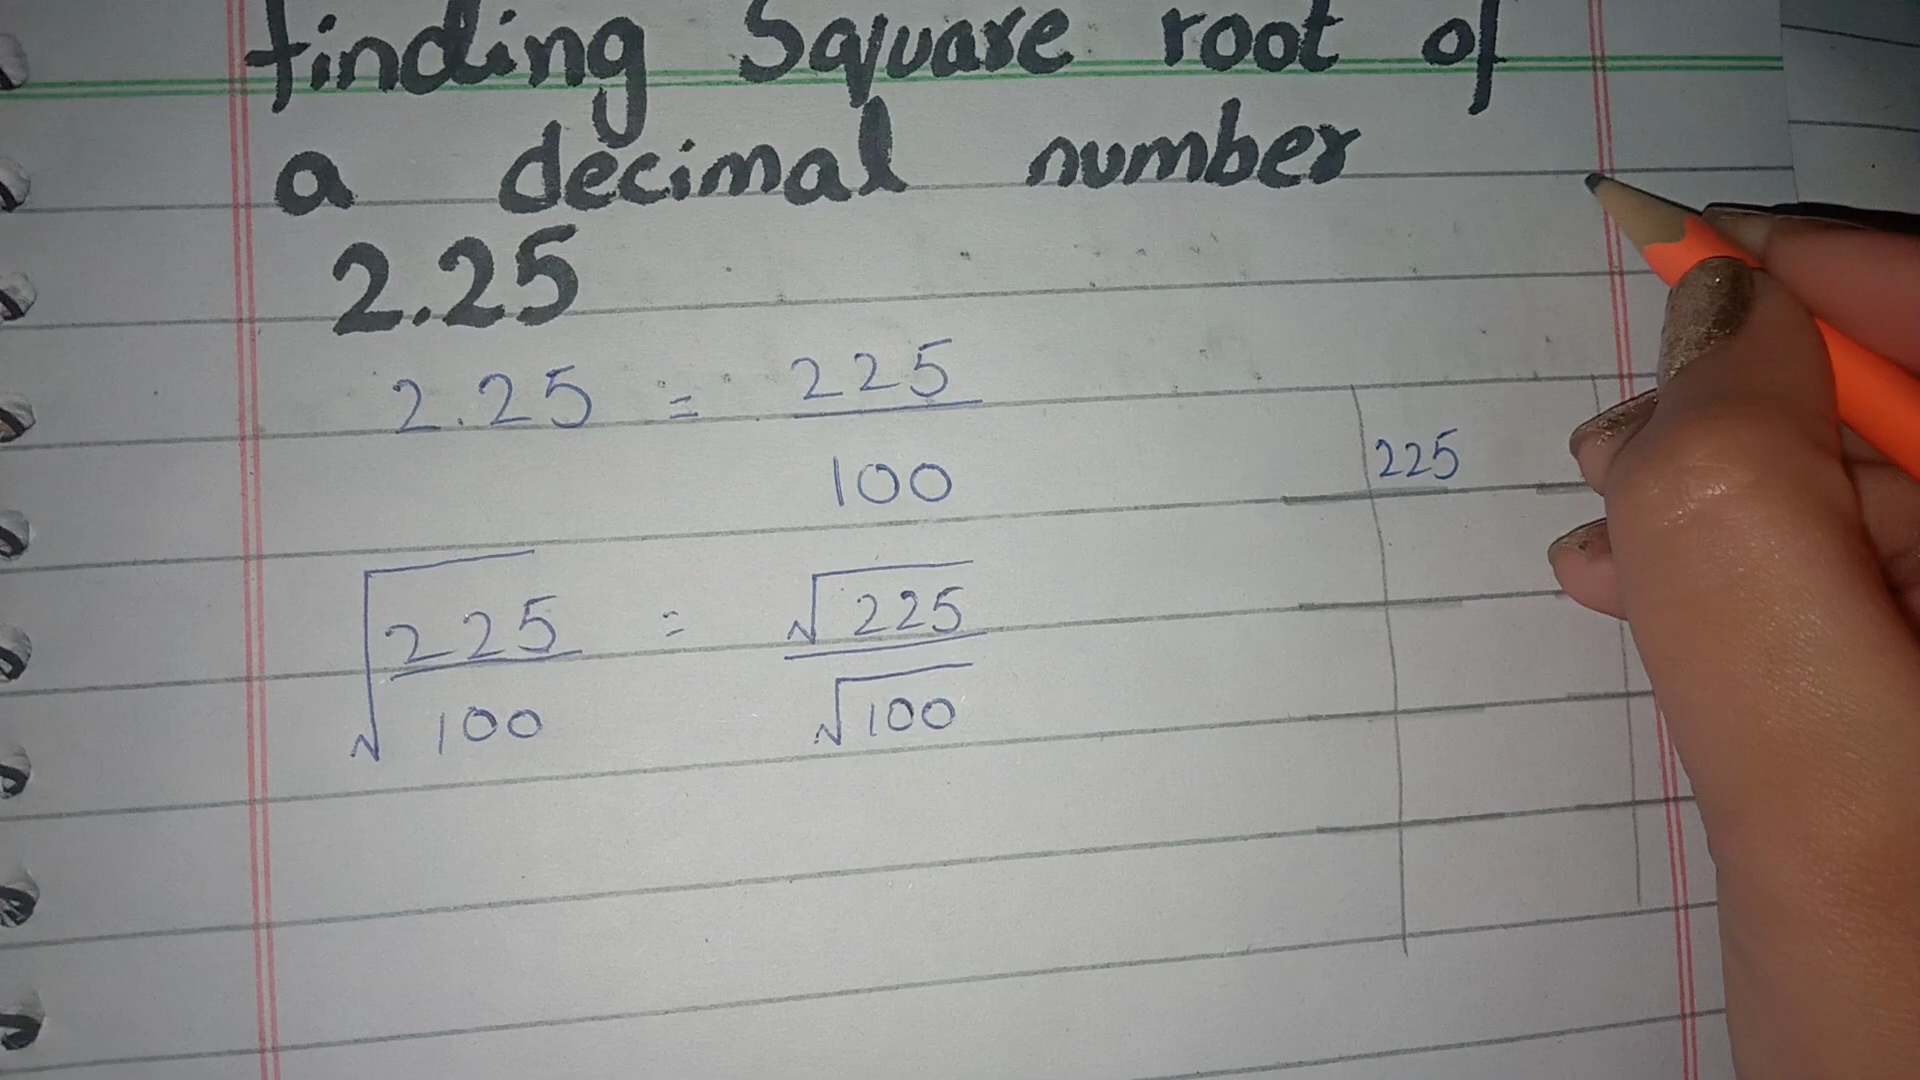 finding Square root of
a decimal number
2.25
2.25 = 225/100
√(225/100) = √225/√100
225